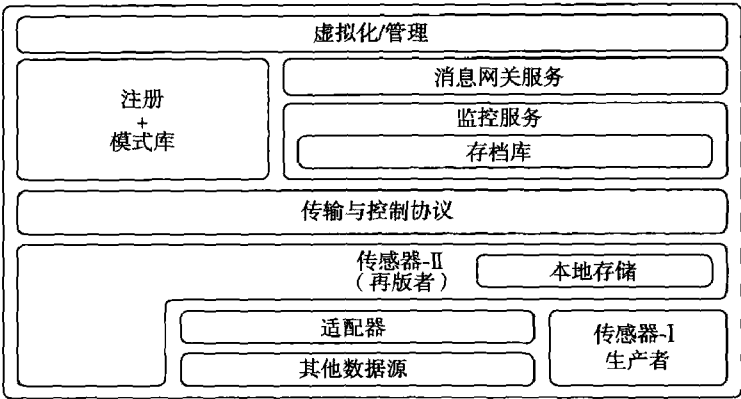 虚拟化/管理
注册
+
模式库
消息网关服务
监控服务
存档库
传输与控制协议
传感器-Ⅱ
（再版者）
本地存储
适配器
其他数据源
传感器-Ⅰ
生产者